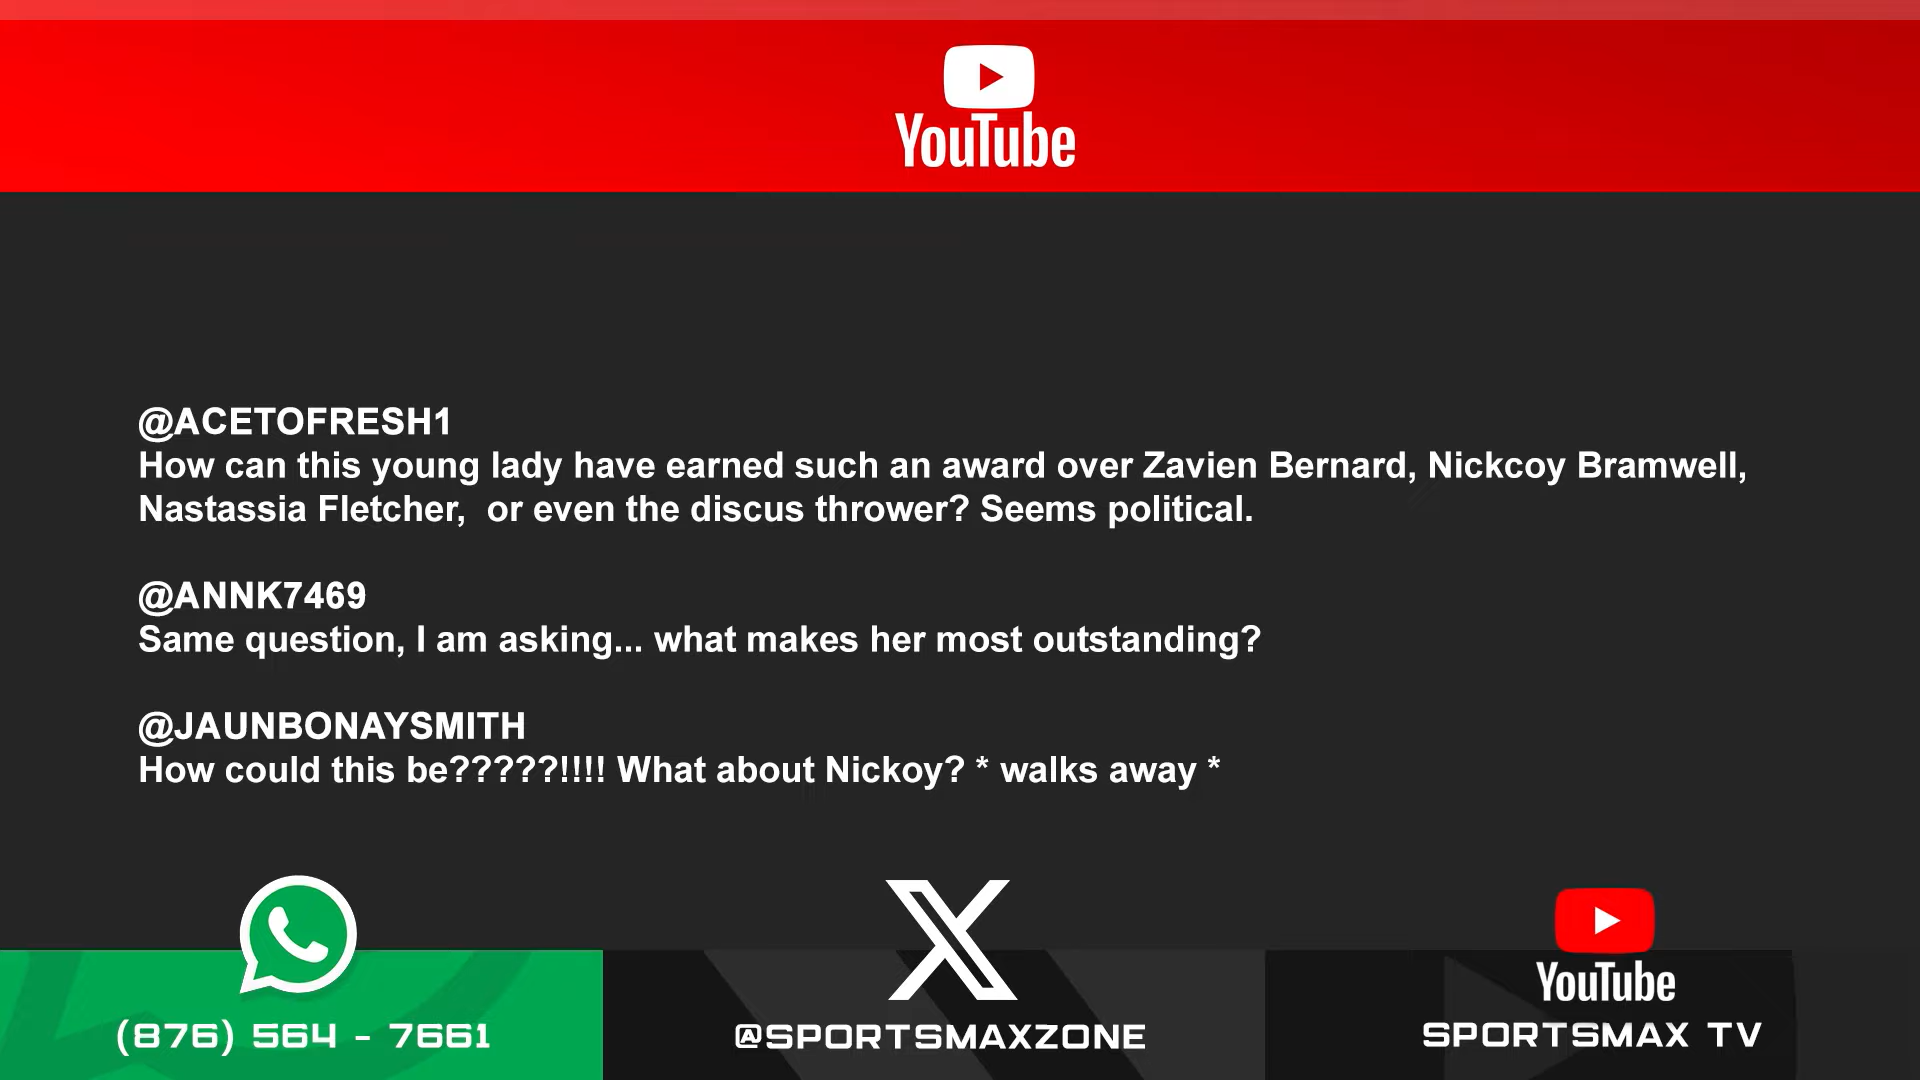 YouTube
@ACETOFRESH1
How can this young lady have earned such an award over Zavien Bernard, Nickcoy Bramwell,
Nastassia Fletcher,  or even the discus thrower? Seems political.
@ANNK7469
Same question, I am asking... what makes her most outstanding?
@JAUNBONAYSMITH
How could this be?????!!!! What about Nickoy? * walks away *
(876) 564 - 7661
@SPORTSMAXZONE
YouTube
SPORTSMAX TV